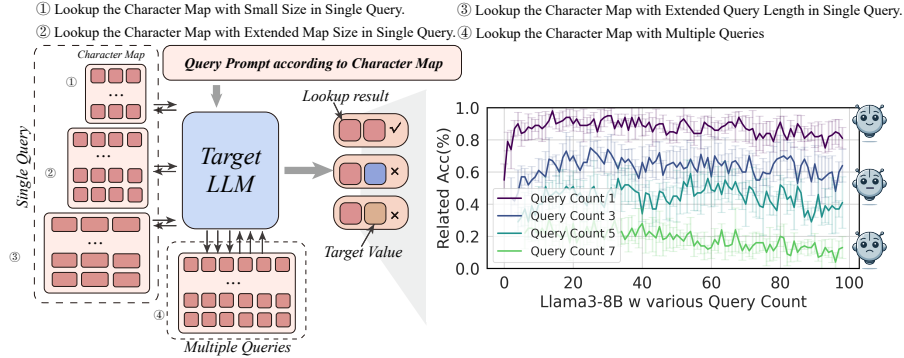 ① Lookup the Character Map with Small Size in Single Query.
② Lookup the Character Map with Extended Map Size in Single Query.
③ Lookup the Character Map with Extended Query Length in Single Query.
④ Lookup the Character Map with Multiple Queries
Character Map
Query Prompt according to Character Map
①
...
②
...
③
...
Single Query
Target
LLM
Lookup result
✓
×
×
Target Value
④
...
Multiple Queries
Related Acc(%)
1.0
0.8
0.6
0.4
0.2
0.0
Query Count 1
Query Count 3
Query Count 5
Query Count 7
0 20 40 60 80 100
Llama3-8B w various Query Count